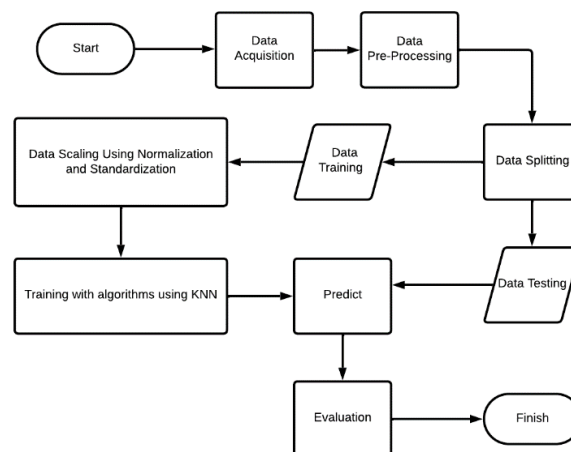 Start
Data
Acquisition
Data
Pre-Processing
Data Scaling Using Normalization
and Standardization
Data
Training
Data Splitting
Training with algorithms using KNN
Predict
Data Testing
Evaluation
Finish